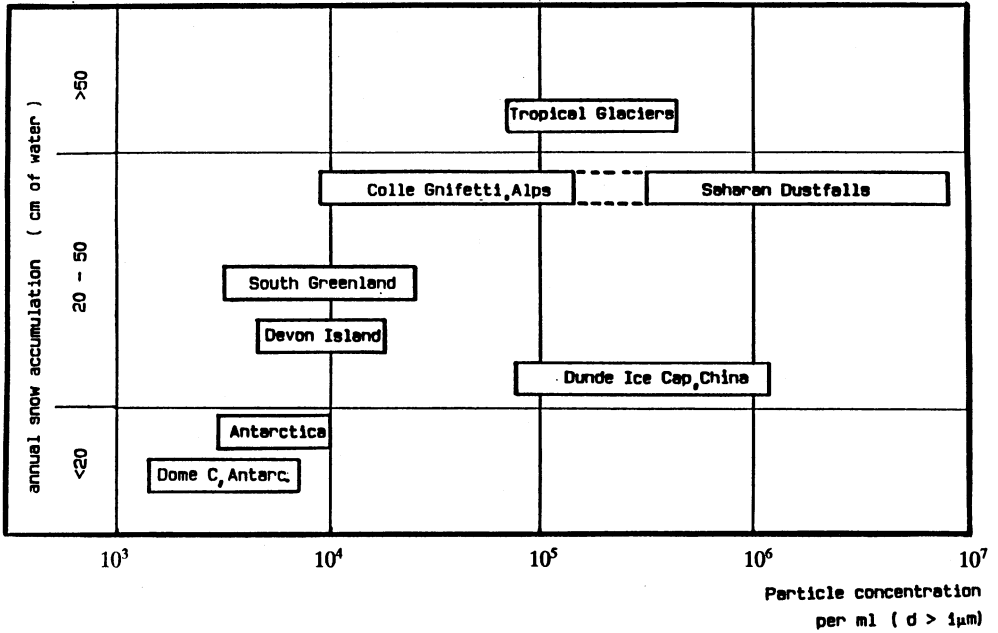 annual snow accumulation ( cm of water )
>50
20 - 50
<20
Tropical Glaciers
Colle Gnifetti,Alps
Saharan Dustfalls
South Greenland
Devon Island
Dunde Ice Cap,China
Antarctica
Dome C,Antarc.
10³
10⁴
10⁵
10⁶
10⁷
Particle concentration
per ml ( d > 1µm)